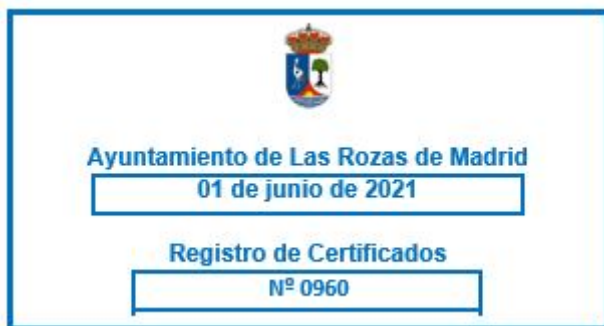 Ayuntamiento de Las Rozas de Madrid
01 de junio de 2021
Registro de Certificados
Nº 0960